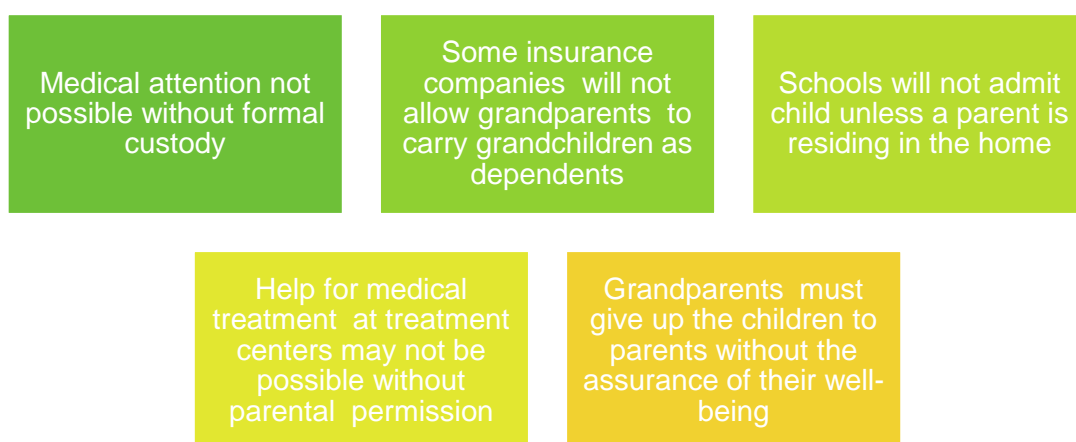 Medical attention not
possible without formal
custody
Some insurance
companies will not
allow grandparents to
carry grandchildren as
dependents
Schools will not admit
child unless a parent is
residing in the home
Help for medical
treatment at treatment
centers may not be
possible without
parental permission
Grandparents must
give up the children to
parents without the
assurance of their well-
being